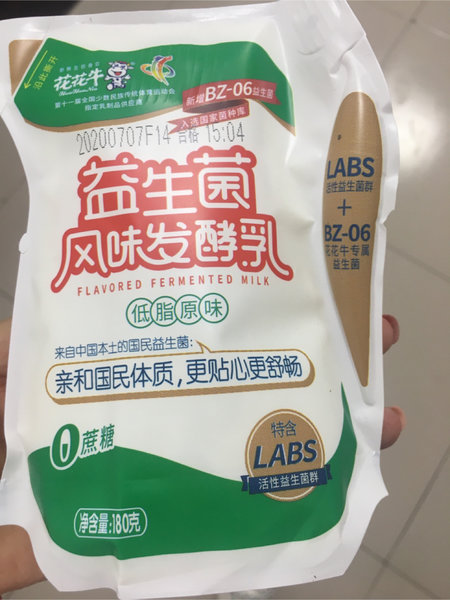 沿此撕开
花花牛
HuaHuaNiu
第十一届全国少数民族传统体育运动会
指定乳制品供应商
新增BZ-06益生菌
入选国家菌种库
20200707F14 合格 15:04
益生菌
风味发酵乳
FLAVORED FERMENTED MILK
低脂原味
来自中国本土的国民益生菌:
亲和国民体质,更贴心更舒畅
0蔗糖
净含量:180克
特含
LABS
活性益生菌群
LABS
活性益生菌群
+
BZ-06
花花牛专属
益生菌